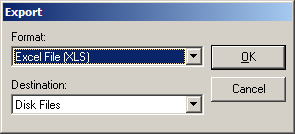 Export
Format:
Excel File (XLS)
OK
Destination:
Cancel
Disk Files